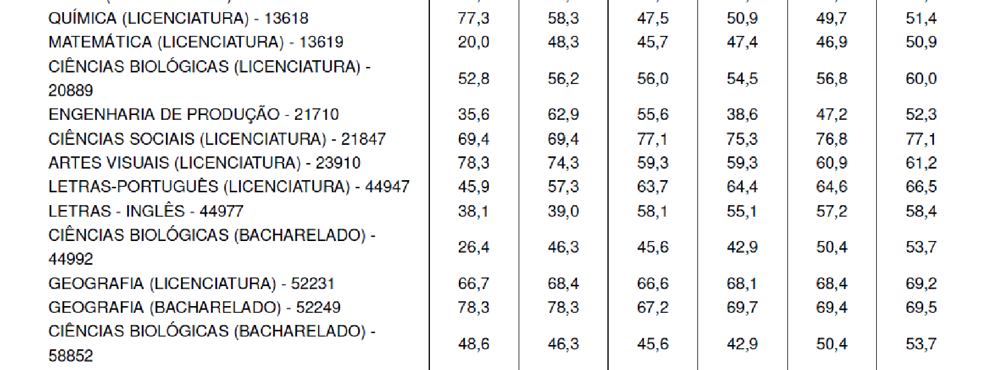 QUÍMICA (LICENCIATURA) - 13618 77,3 58,3 47,5 50,9 49,7 51,4
MATEMÁTICA (LICENCIATURA) - 13619 20,0 48,3 45,7 47,4 46,9 50,9
CIÊNCIAS BIOLÓGICAS (LICENCIATURA) -
20889 52,8 56,2 56,0 54,5 56,8 60,0
ENGENHARIA DE PRODUÇÃO - 21710 35,6 62,9 55,6 38,6 47,2 52,3
CIÊNCIAS SOCIAIS (LICENCIATURA) - 21847 69,4 69,4 77,1 75,3 76,8 77,1
ARTES VISUAIS (LICENCIATURA) - 23910 78,3 74,3 59,3 59,3 60,9 61,2
LETRAS-PORTUGUÊS (LICENCIATURA) - 44947 45,9 57,3 63,7 64,4 64,6 66,5
LETRAS - INGLÊS - 44977 38,1 39,0 58,1 55,1 57,2 58,4
CIÊNCIAS BIOLÓGICAS (BACHARELADO) -
44992 26,4 46,3 45,6 42,9 50,4 53,7
GEOGRAFIA (LICENCIATURA) - 52231 66,7 68,4 66,6 68,1 68,4 69,2
GEOGRAFIA (BACHARELADO) - 52249 78,3 78,3 67,2 69,7 69,4 69,5
CIÊNCIAS BIOLÓGICAS (BACHARELADO) -
58852 48,6 46,3 45,6 42,9 50,4 53,7